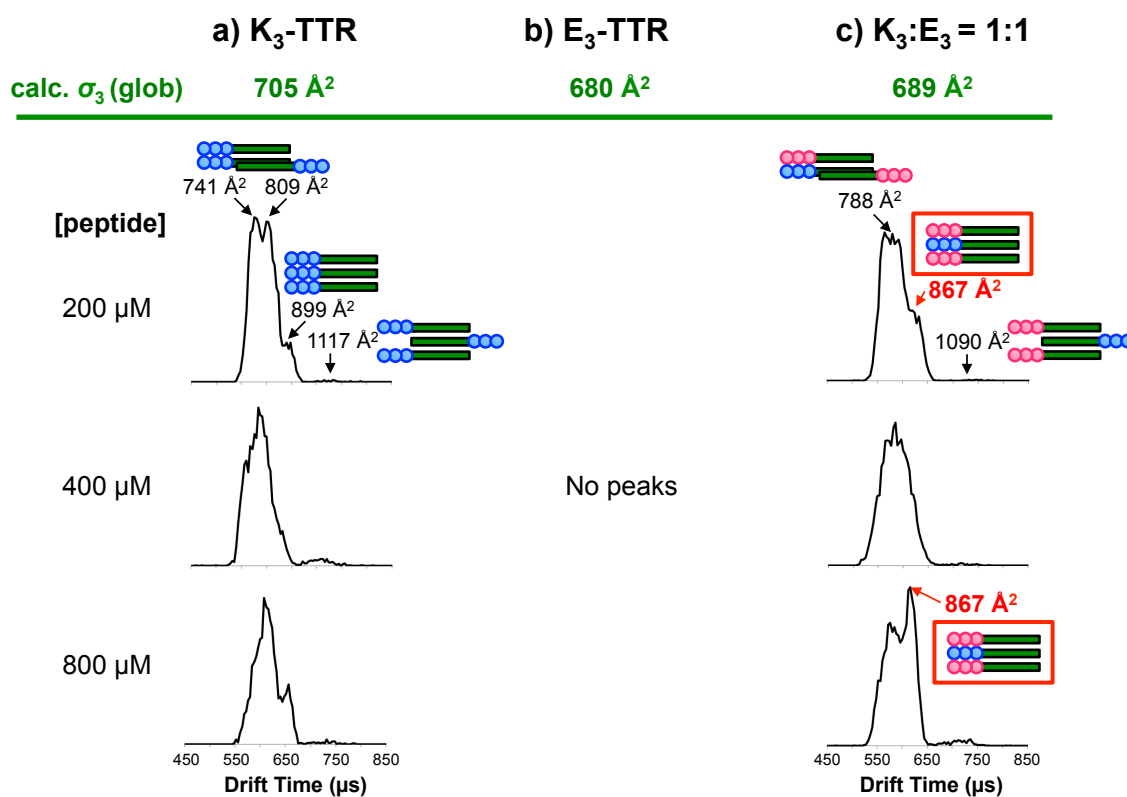 a) K₃-TTR b) E₃-TTR c) K₃:E₃ = 1:1
calc. σ₃ (glob) 705 Å² 680 Å² 689 Å²
741 Å² 809 Å²
788 Å²
[peptide]
200 µM
899 Å²
1117 Å²
867 Å²
1090 Å²
400 µM
No peaks
800 µM
867 Å²
450 550 650 750 850
Drift Time (µs)
450 550 650 750 850
Drift Time (µs)